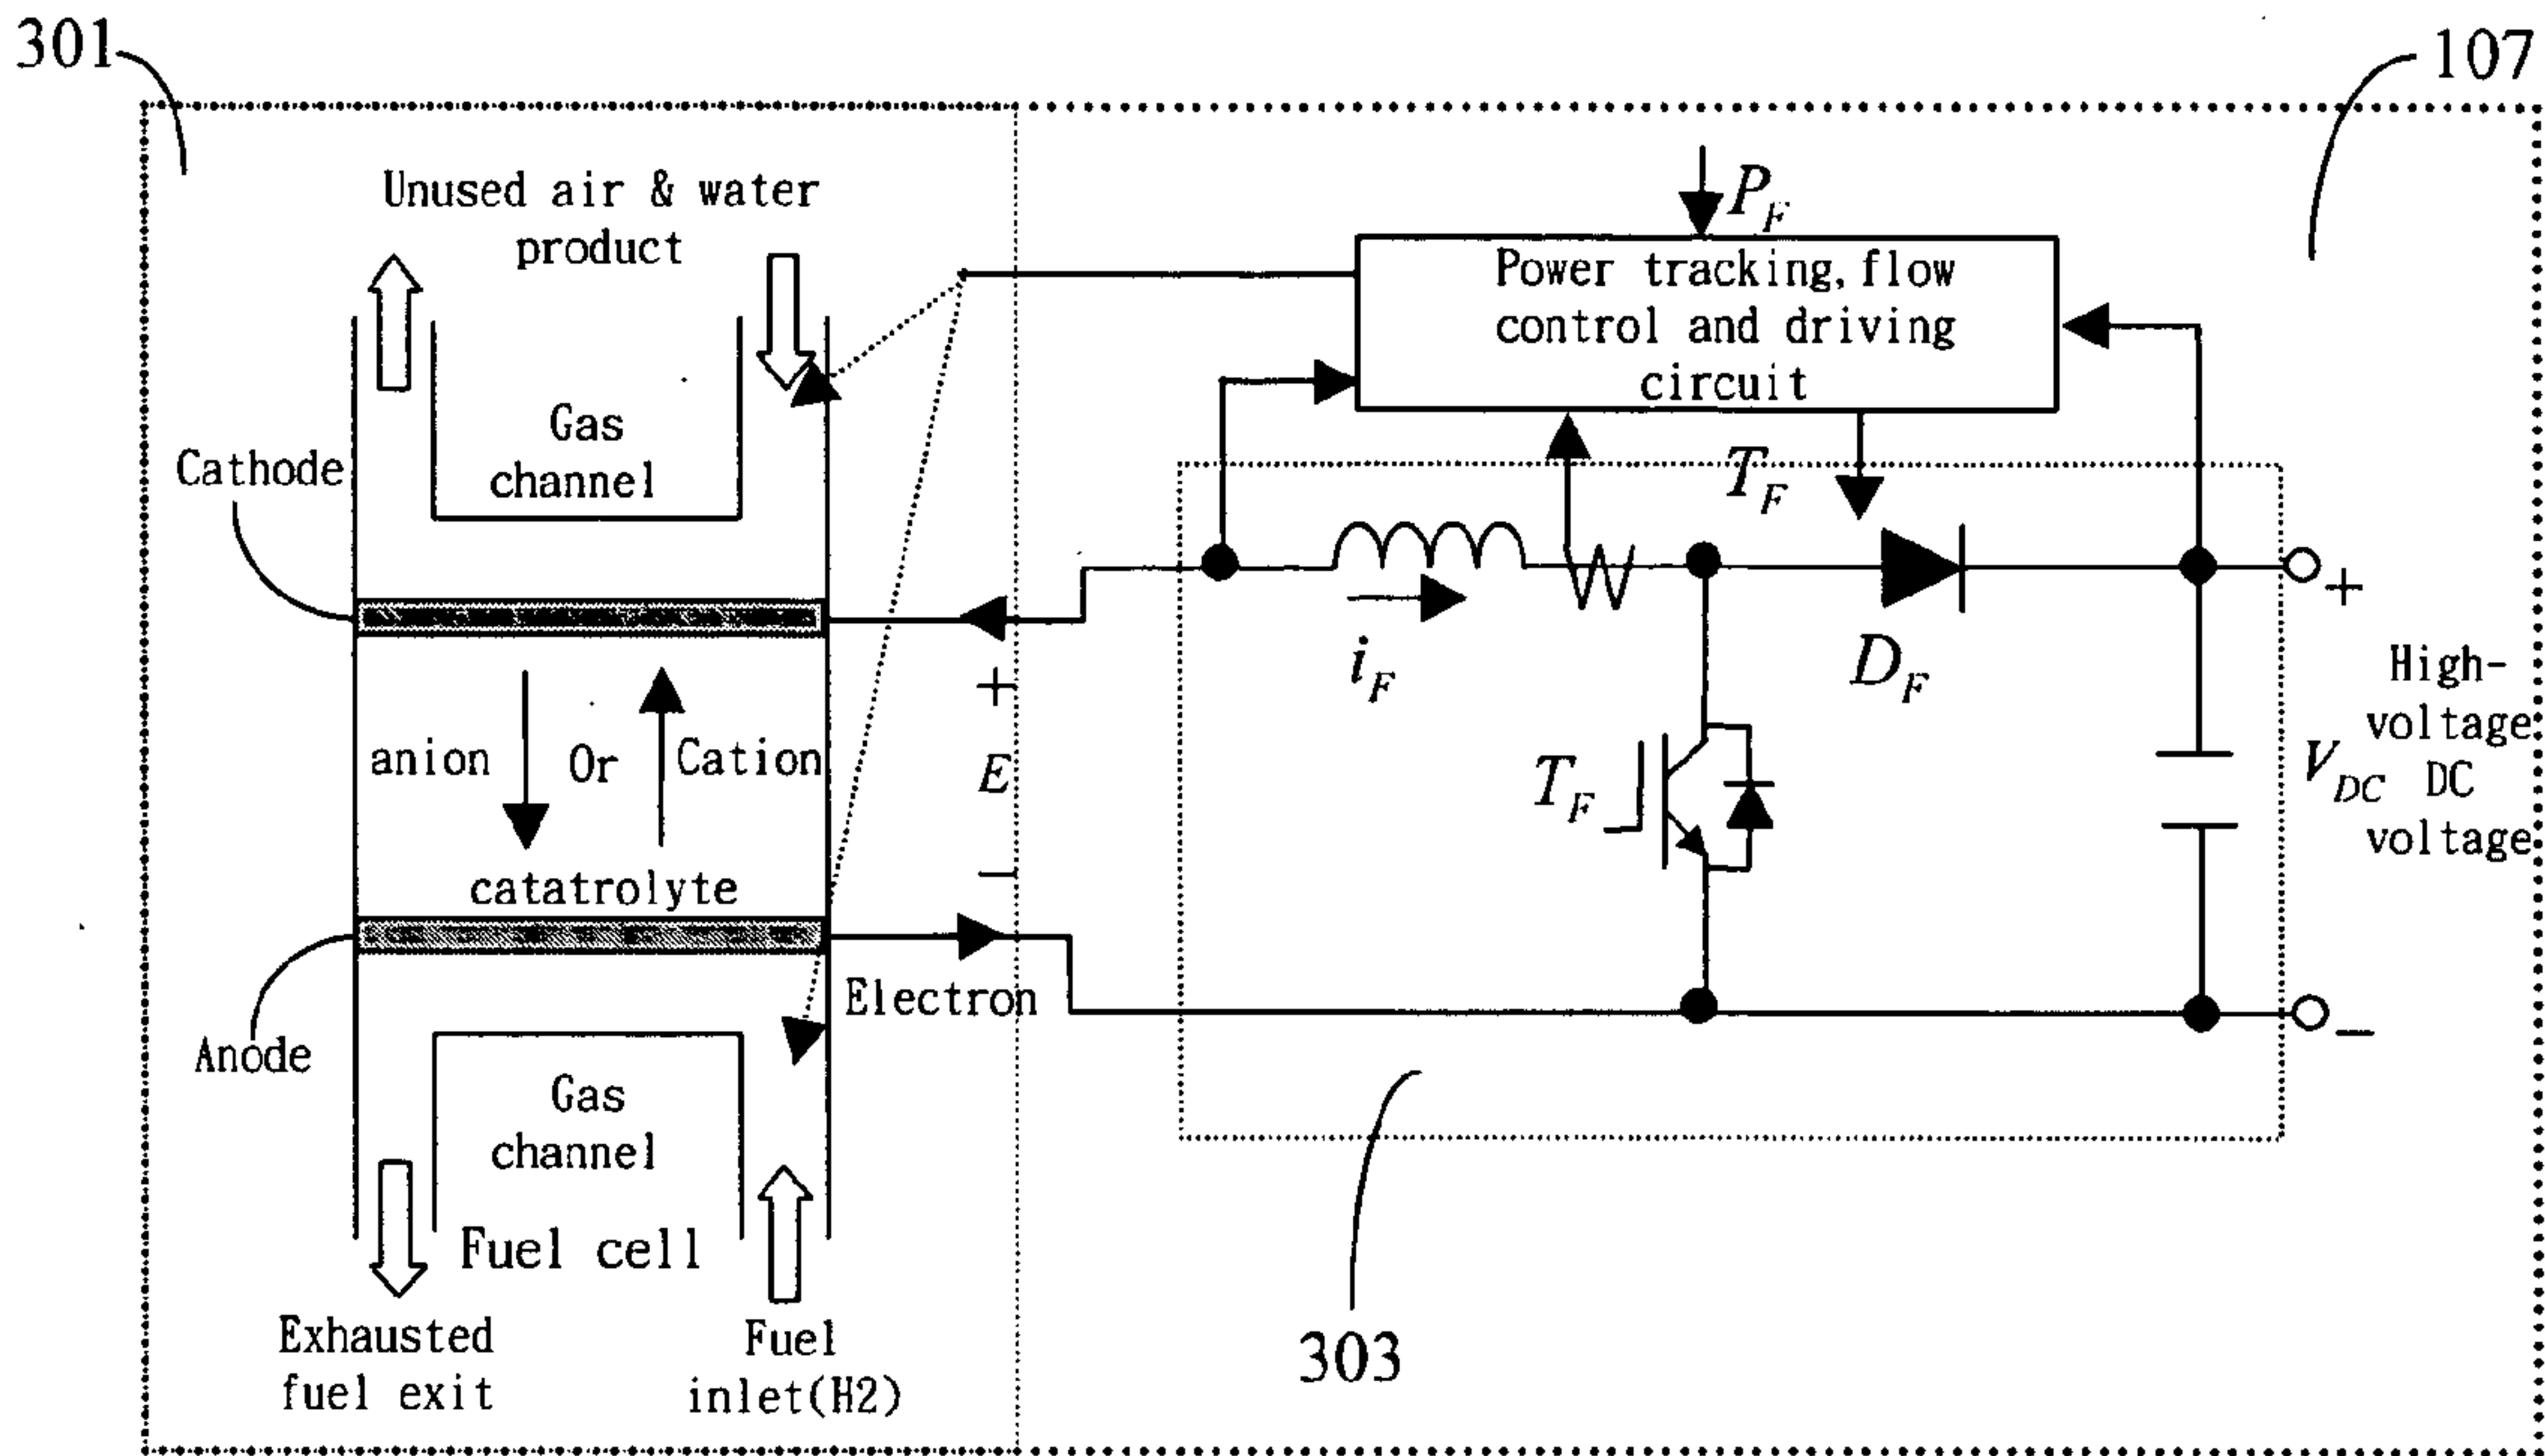 301
107
Unused air & water
product
P_F
Power tracking, flow
control and driving
circuit
Gas
channel
Cathode
T_F
+
i_F
D_F
High-
voltage
V_DC DC
voltage
+
E
−
anion Or Cation
T_F
catatrolyte
Electron
−
Anode
Gas
channel
Fuel cell
303
Exhausted
fuel exit
Fuel
inlet(H2)